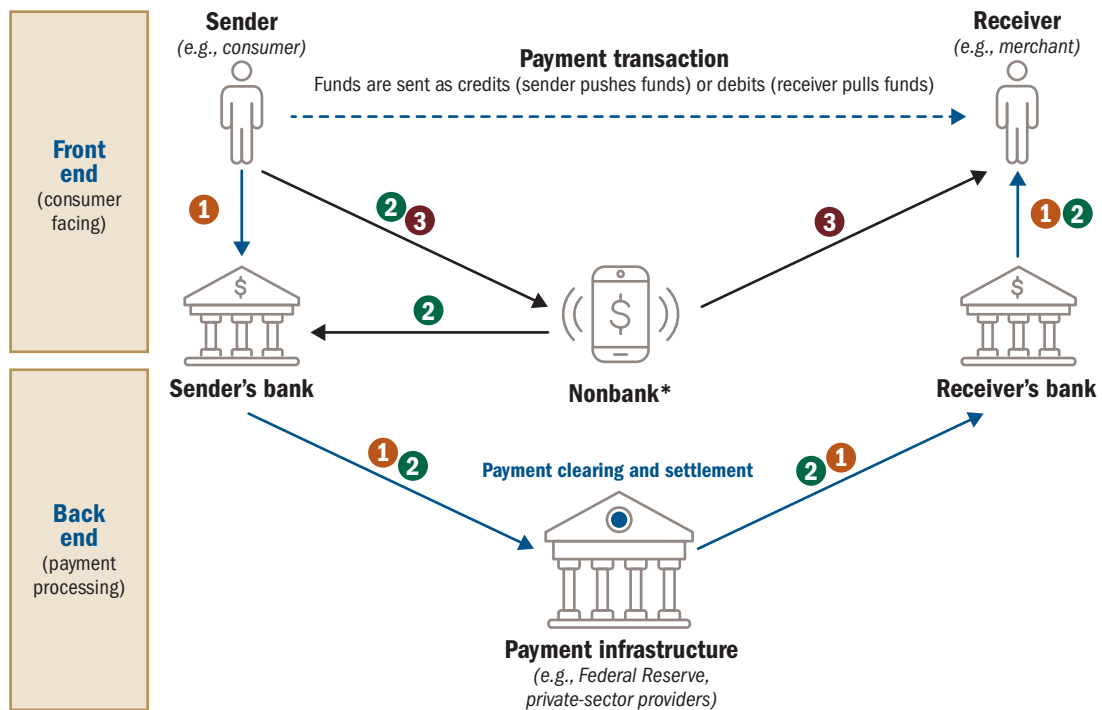 Sender
(e.g., consumer)
Receiver
(e.g., merchant)
Payment transaction
Funds are sent as credits (sender pushes funds) or debits (receiver pulls funds)
Front
end
(consumer
facing)
1
2
3
3
1 2
$
$
$
2
Sender's bank
Nonbank*
Receiver's bank
1
2
Payment clearing and settlement
2
1
Back
end
(payment
processing)
Payment infrastructure
(e.g., Federal Reserve,
private-sector providers)